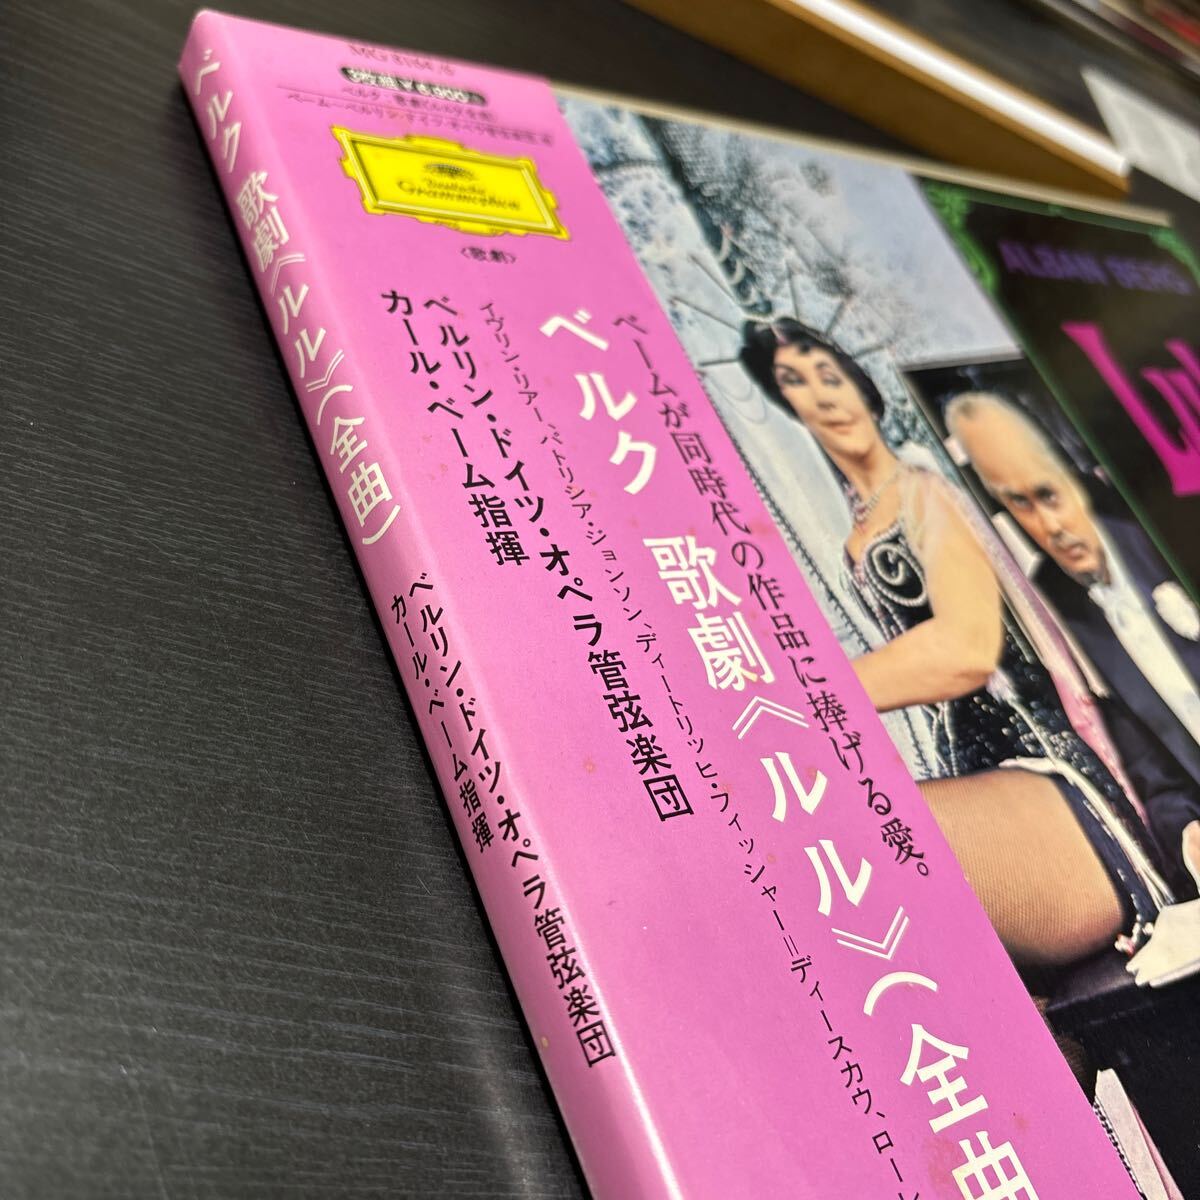 ベルク 歌劇《ルル》(全曲)
ベルリン・ドイツ・オペラ管弦楽団
カール・ベーム指揮
Deutsche
Grammophon
〈歌劇〉
ベームが同時代の作品に捧げる愛。
ベルク 歌劇《ルル》(全曲
イヴリン・リアー、パトリシア・ジョンソン、ディートリッヒ・フィッシャー=ディースカウ、ロー
ベルリン・ドイツ・オペラ管弦楽団
カール・ベーム指揮
ALBAN BERG